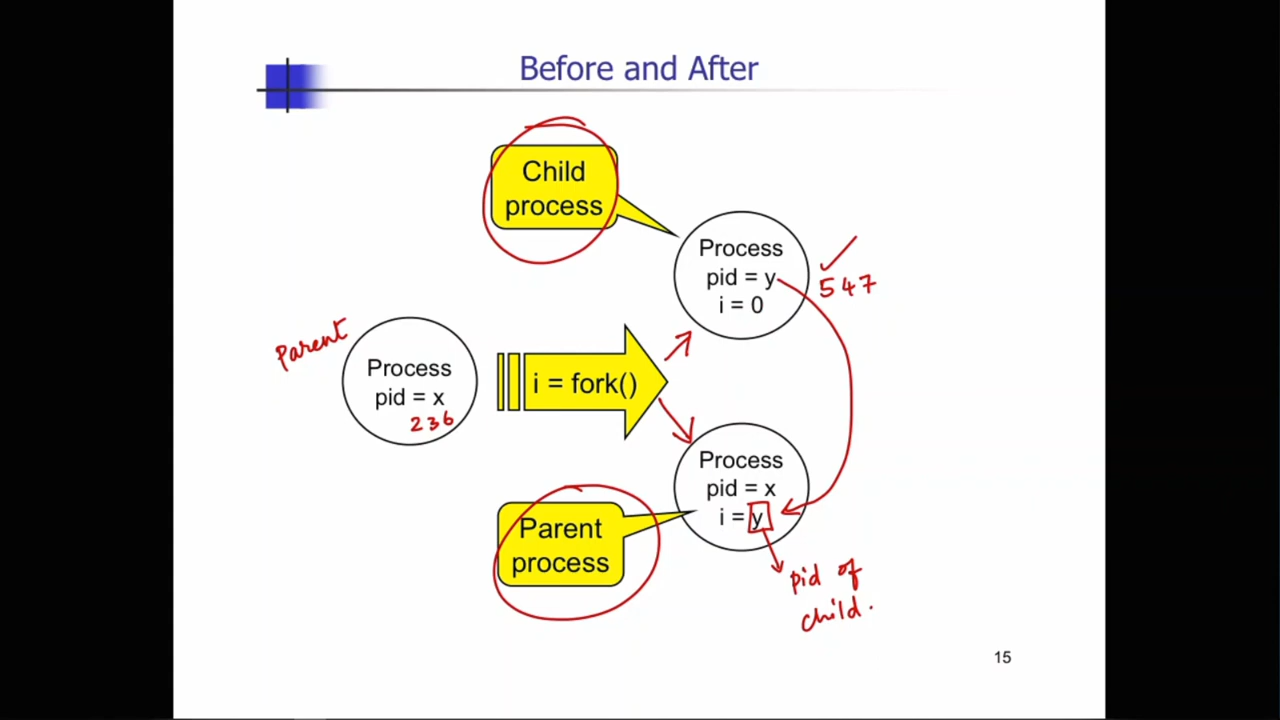 Before and After
Child
process
Process
pid = y
i = 0
547
Parent
Process
pid = x
236
i = fork()
Process
pid = x
i = y
Parent
process
pid of
child.
15